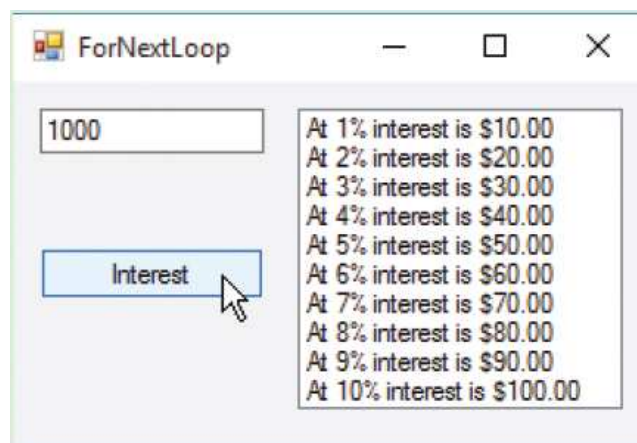 ForNextLoop
1000
Interest
At 1% interest is $10.00
At 2% interest is $20.00
At 3% interest is $30.00
At 4% interest is $40.00
At 5% interest is $50.00
At 6% interest is $60.00
At 7% interest is $70.00
At 8% interest is $80.00
At 9% interest is $90.00
At 10% interest is $100.00